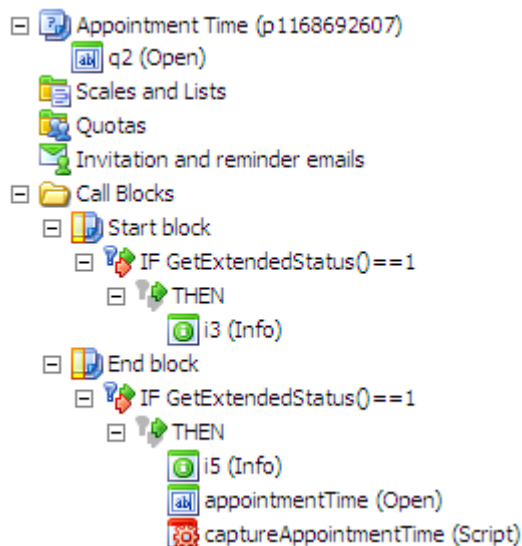 Appointment Time (p1168692607)
q2 (Open)
Scales and Lists
Quotas
Invitation and reminder emails
Call Blocks
Start block
IF GetExtendedStatus()==1
THEN
i3 (Info)
End block
IF GetExtendedStatus()==1
THEN
i5 (Info)
appointmentTime (Open)
captureAppointmentTime (Script)